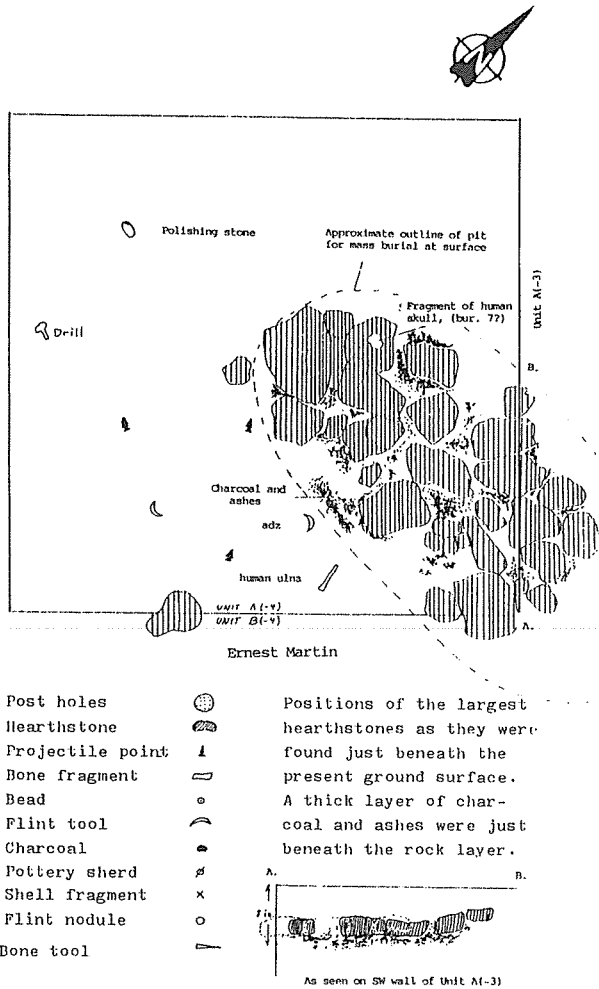 N
Polishing stone
Approximate outline of pit
for mass burial at surface
Unit A(-3)
Fragment of human
skull, (bur. 7?)
Drill
B.
Charcoal and
ashes
adz
human ulna
UNIT A(-4)
UNIT B(-4)
A.
Ernest Martin
Post holes
Hearthstone
Projectile point
Bone fragment
Bead
Flint tool
Charcoal
Pottery sherd
Shell fragment
Flint nodule
Bone tool
Positions of the largest
hearthstones as they were
found just beneath the
present ground surface.
A thick layer of char-
coal and ashes were just
beneath the rock layer.
A.
B.
As seen on SW wall of Unit A(-3)